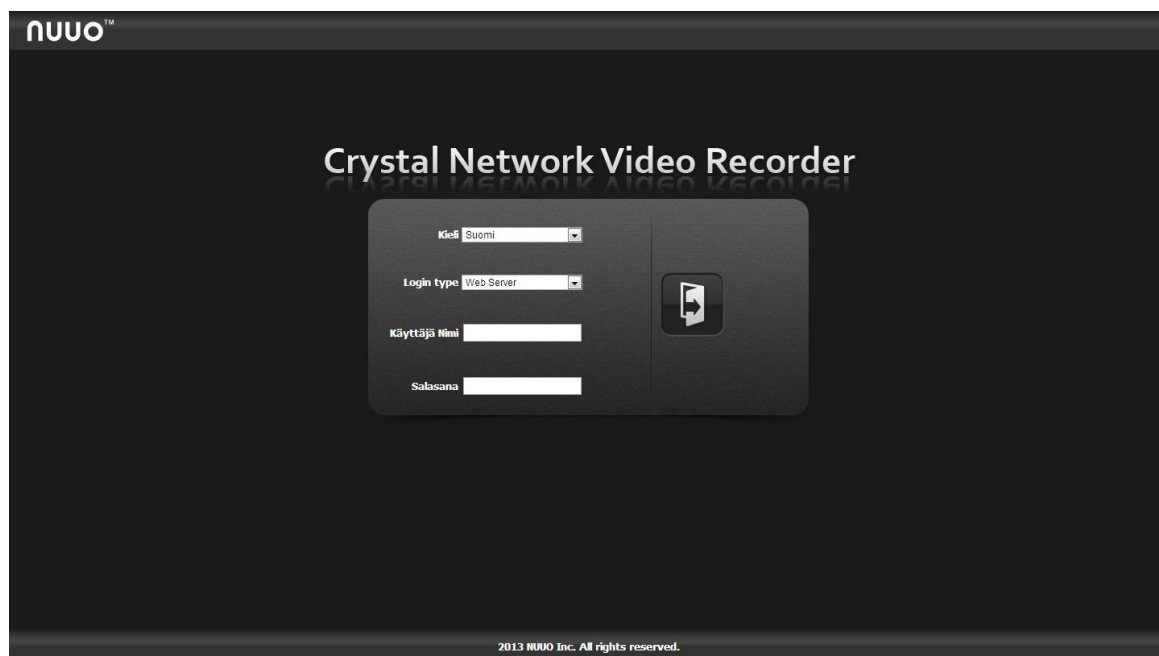 nuuo™
Crystal Network Video Recorder
Kieli Suomi
Login type Web Server
Käyttäjä Nimi
Salasana
2013 NUUO Inc. All rights reserved.